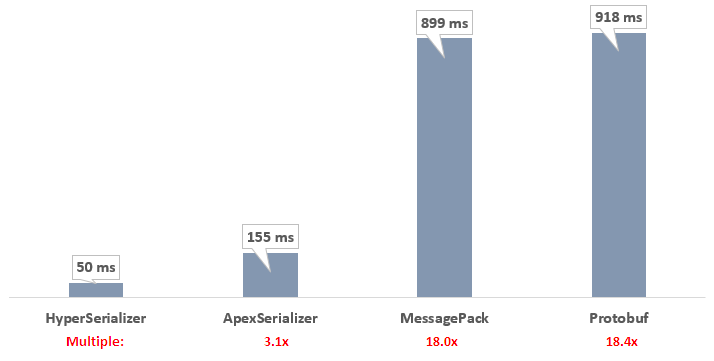 899 ms
918 ms
155 ms
50 ms
HyperSerializer ApexSerializer MessagePack Protobuf
Multiple: 3.1x 18.0x 18.4x